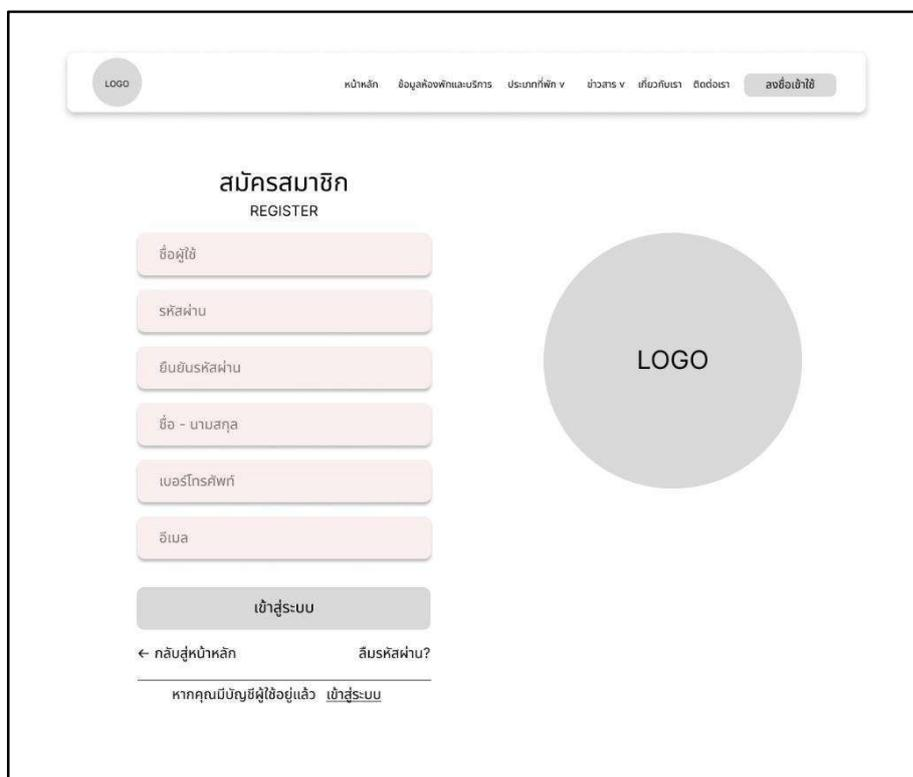 LOGO หน้าหลัก ข้อมูลห้องพักและบริการ ประเภทที่พัก v ข่าวสาร v เกี่ยวกับเรา ติดต่อเรา ลงชื่อเข้าใช้
สมัครสมาชิก
REGISTER
ชื่อผู้ใช้
รหัสผ่าน
ยืนยันรหัสผ่าน
LOGO
ชื่อ - นามสกุล
เบอร์โทรศัพท์
อีเมล
เข้าสู่ระบบ
← กลับสู่หน้าหลัก ลืมรหัสผ่าน?
หากคุณมีบัญชีผู้ใช้อยู่แล้ว เข้าสู่ระบบ